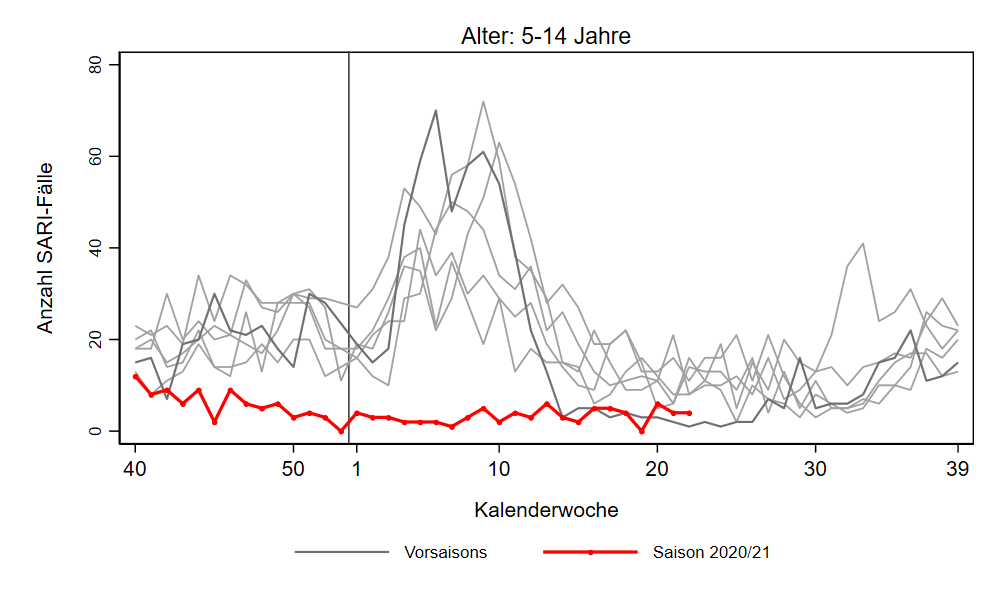 Alter: 5-14 Jahre
Anzahl SARI-Fälle
80
60
40
20
0
40 50 1 10 20 30 39
Kalenderwoche
Vorsaisons Saison 2020/21